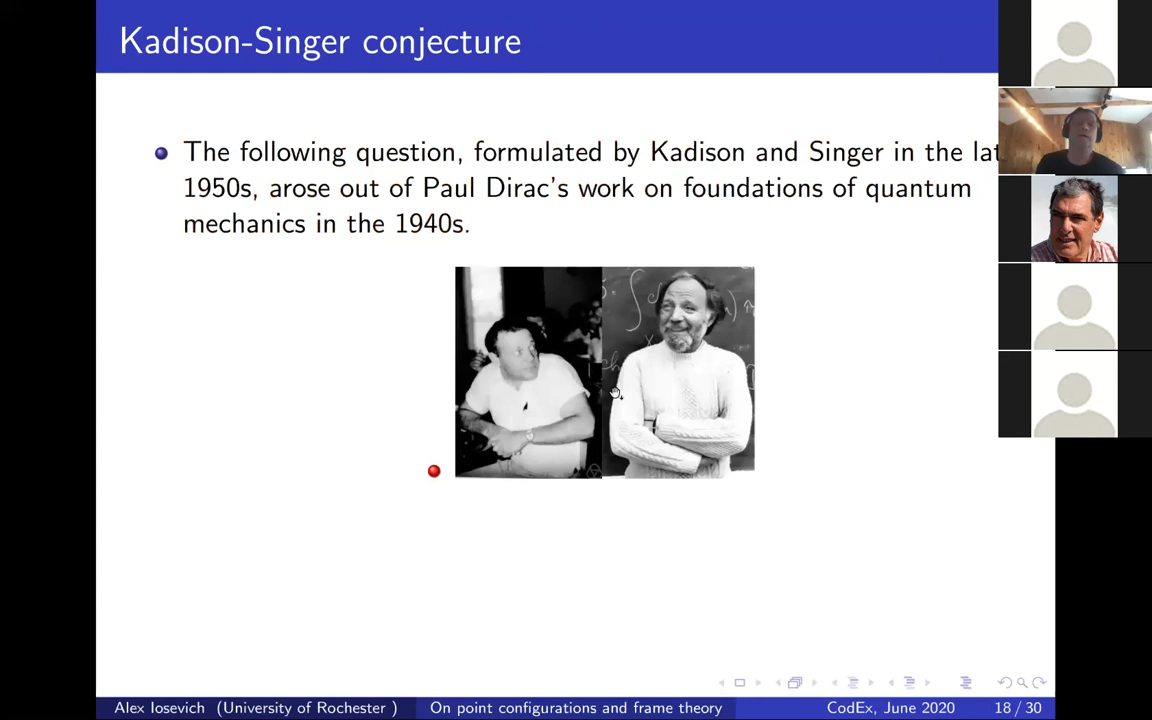 Kadison-Singer conjecture
The following question, formulated by Kadison and Singer in the lat
1950s, arose out of Paul Dirac's work on foundations of quantum
mechanics in the 1940s.
Alex Iosevich (University of Rochester ) On point configurations and frame theory CodEx, June 2020 18 / 30